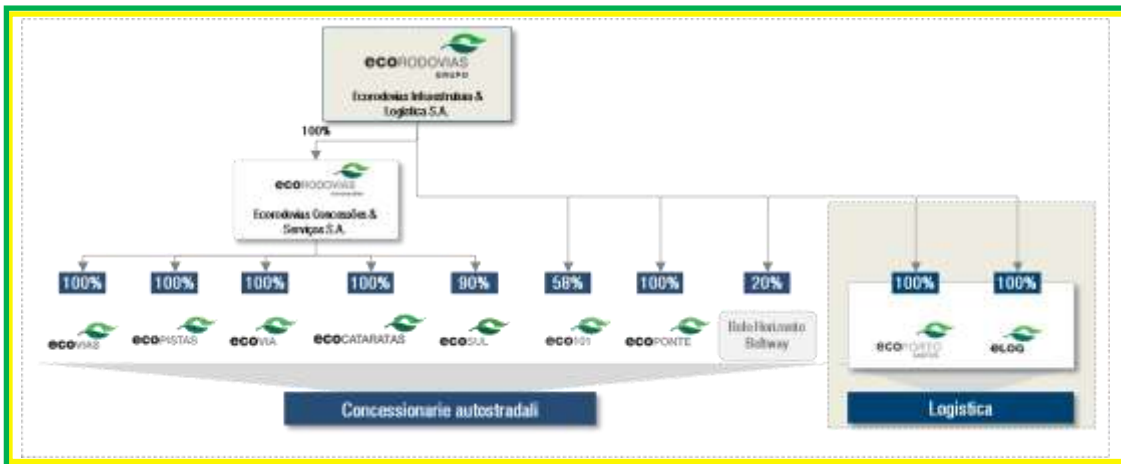 ecoRODOVIAS
GRUPO
Ecorodovias Infraestrutura &
Logística S.A.
100%
ecoRODOVIAS
Ecorodovias Concessões &
Serviços S.A.
100% 100% 100% 100% 90% 58% 100% 20% 100% 100%
ecoVIAS ecoPISTAS ecoVIA ecoCATARATAS ecoSUL eco101 ecoPONTE
Belo Horizonte
Beltway
ecoPORTO
SANTOS
eLOG
Concessionarie autostradali
Logistica